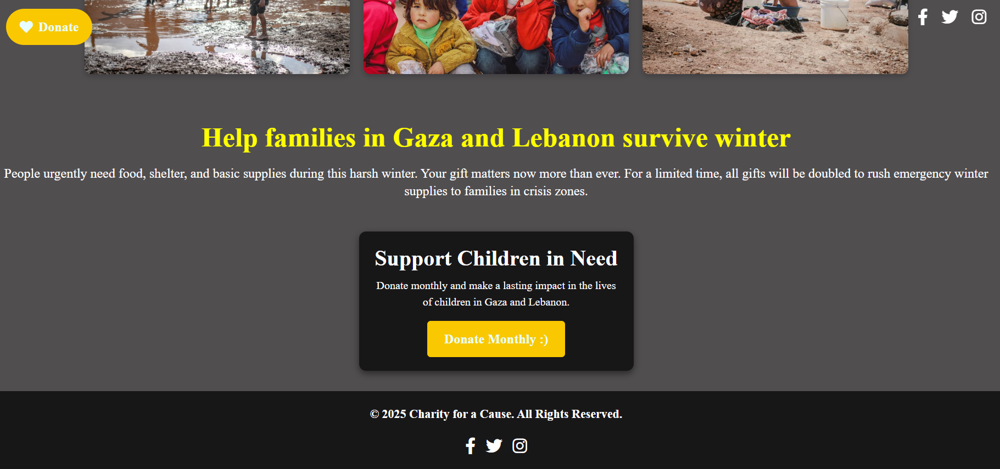 Donate
Help families in Gaza and Lebanon survive winter
People urgently need food, shelter, and basic supplies during this harsh winter. Your gift matters now more than ever. For a limited time, all gifts will be doubled to rush emergency winter
supplies to families in crisis zones.
Support Children in Need
Donate monthly and make a lasting impact in the lives
of children in Gaza and Lebanon.
Donate Monthly :)
© 2025 Charity for a Cause. All Rights Reserved.